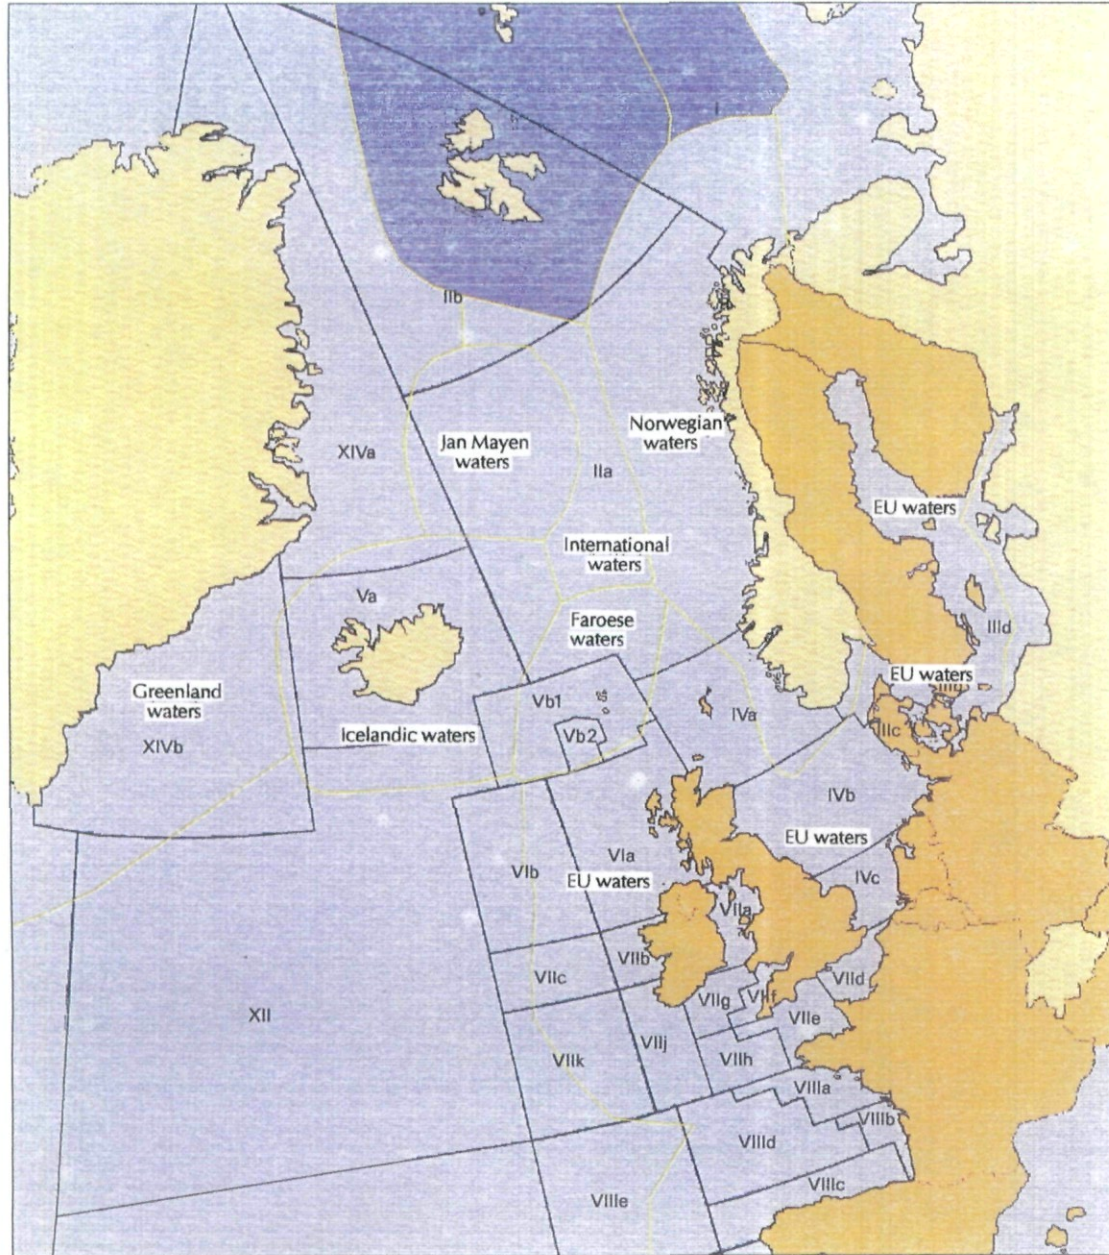 I
IIb
Norwegian
waters
Jan Mayen
waters
XIVa
IIa
EU waters
International
waters
Va
Faroese
waters
IIId
EU waters
Greenland
waters
Vb1
IVa
IIIc
Icelandic waters
Vb2
XIVb
IVb
EU waters
VIa
VIb
EU waters
IVc
VIIa
VIIb
VIIc
VIId
VIIg
VIIf
XII
VIIe
VIIj
VIIk
VIIh
VIIIa
VIIIb
VIIId
VIIIc
VIIIe